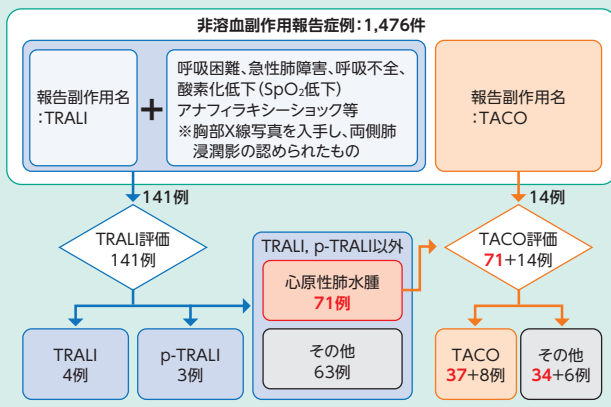 非溶血副作用報告症例：1,476件
報告副作用名
：TRALI
+
呼吸困難、急性肺障害、呼吸不全、
酸素化低下（SpO₂低下）
アナフィラキシーショック等
※胸部X線写真を入手し、両側肺
浸潤影の認められたもの
報告副作用名
：TACO
141例
14例
TRALI評価
141例
TRALI, p-TRALI以外
心原性肺水腫
71例
その他
63例
TACO評価
71+14例
TRALI
4例
p-TRALI
3例
TACO
37+8例
その他
34+6例